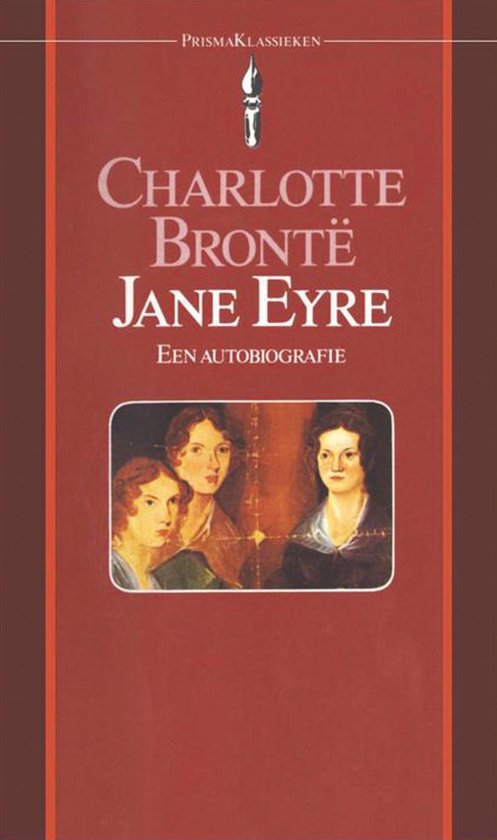 PRISMAKLASSIEKEN
CHARLOTTE
BRONTË
JANE EYRE
EEN AUTOBIOGRAFIE